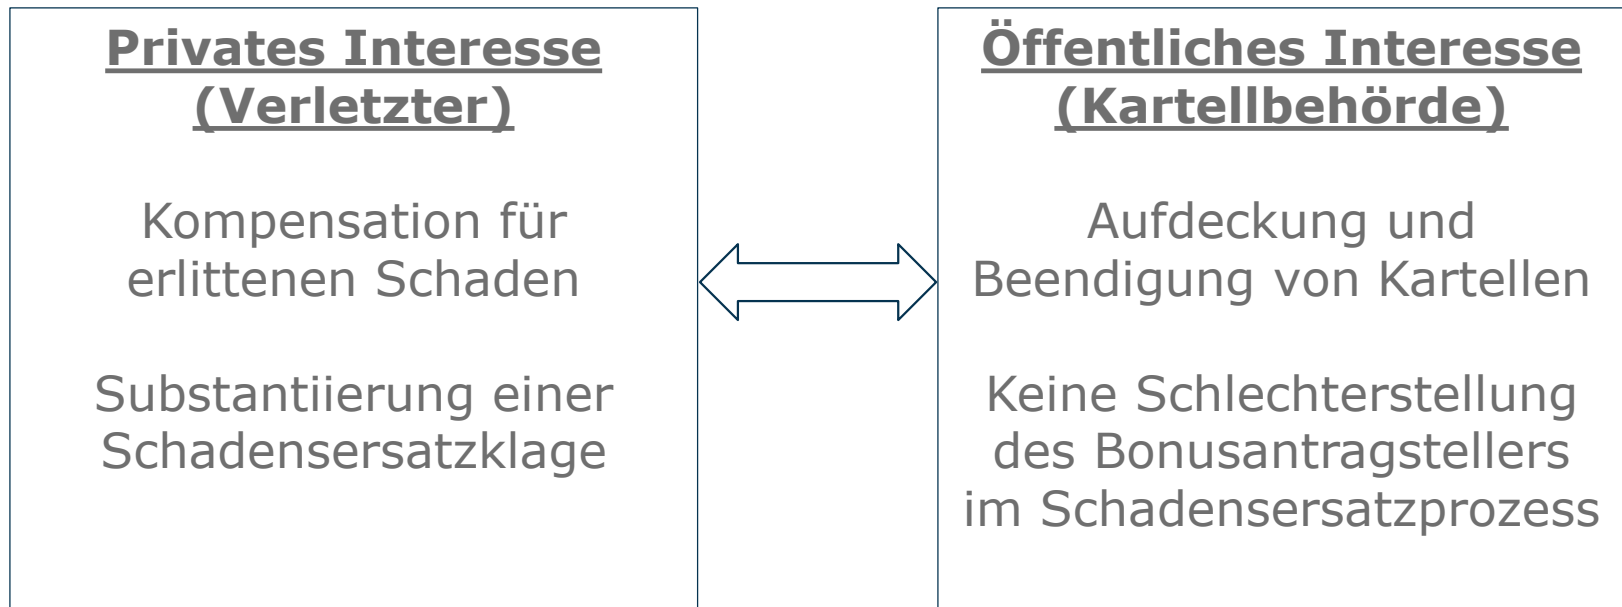 Privates Interesse
(Verletzter)
Kompensation für
erlittenen Schaden
Substantiierung einer
Schadensersatzklage
Öffentliches Interesse
(Kartellbehörde)
Aufdeckung und
Beendigung von Kartellen
Keine Schlechterstellung
des Bonusantragstellers
im Schadensersatzprozess